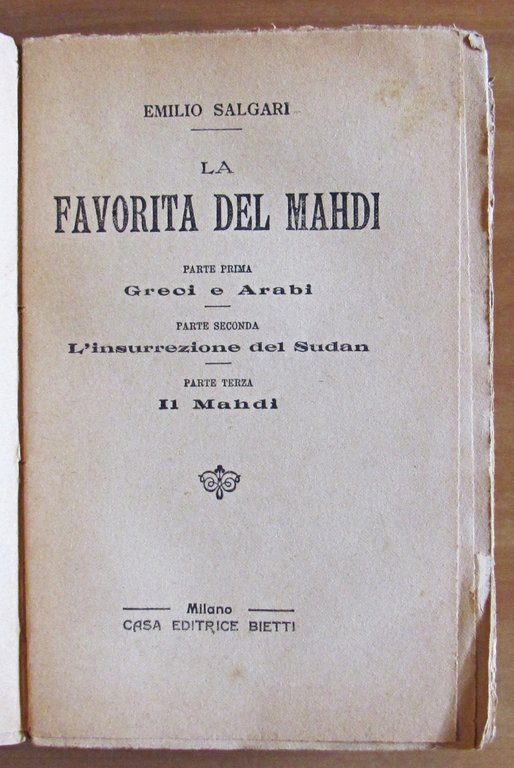 EMILIO SALGARI
LA
FAVORITA DEL MAHDI
PARTE PRIMA
Greci e Arabi
PARTE SECONDA
L'insurrezione del Sudan
PARTE TERZA
Il Mahdi
Milano
CASA EDITRICE BIETTI